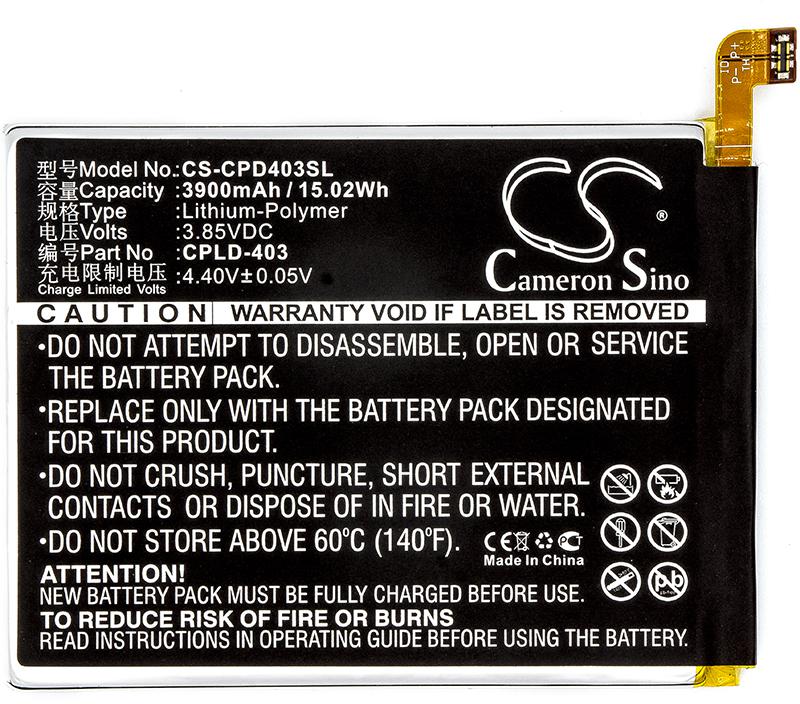 ID P+
P- TH
型号Model No.:CS-CPD403SL
容量Capacity :3900mAh / 15.02Wh
规格Type :Lithium-Polymer
电压Volts :3.85VDC
编号Part No :CPLD-403
充电限制电压:4.40V±0.05V
Charge Limited Volts
CS
®
Cameron Sino
CAUTION WARRANTY VOID IF LABEL IS REMOVED
•DO NOT ATTEMPT TO DISASSEMBLE, OPEN OR SERVICE
THE BATTERY PACK.
•REPLACE ONLY WITH THE BATTERY PACK DESIGNATED
FOR THIS PRODUCT.
•DO NOT CRUSH, PUNCTURE, SHORT EXTERNAL
CONTACTS OR DISPOSE OF IN FIRE OR WATER.
•DO NOT STORE ABOVE 60°C (140°F).
CE PCT
Made In China
Pb
ATTENTION!
NEW BATTERY PACK MUST BE FULLY CHARGED BEFORE USE.
TO REDUCE RISK OF FIRE OR BURNS
READ INSTRUCTIONS IN OPERATING GUIDE BEFORE USING THE BATTERY.